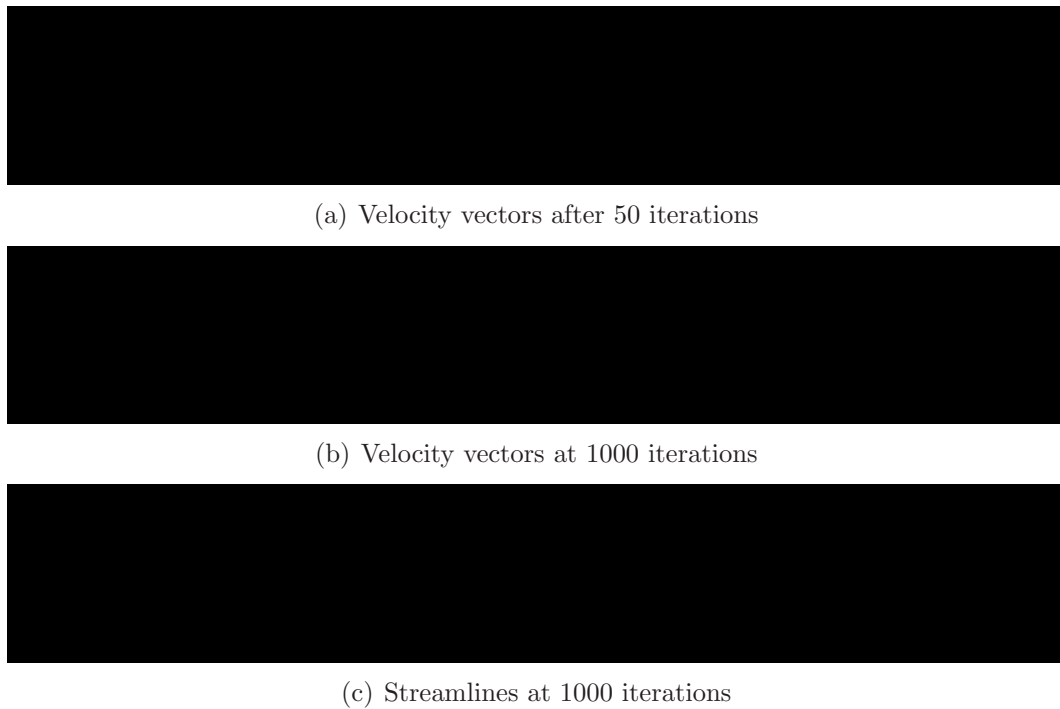 (a) Velocity vectors after 50 iterations
(b) Velocity vectors at 1000 iterations
(c) Streamlines at 1000 iterations